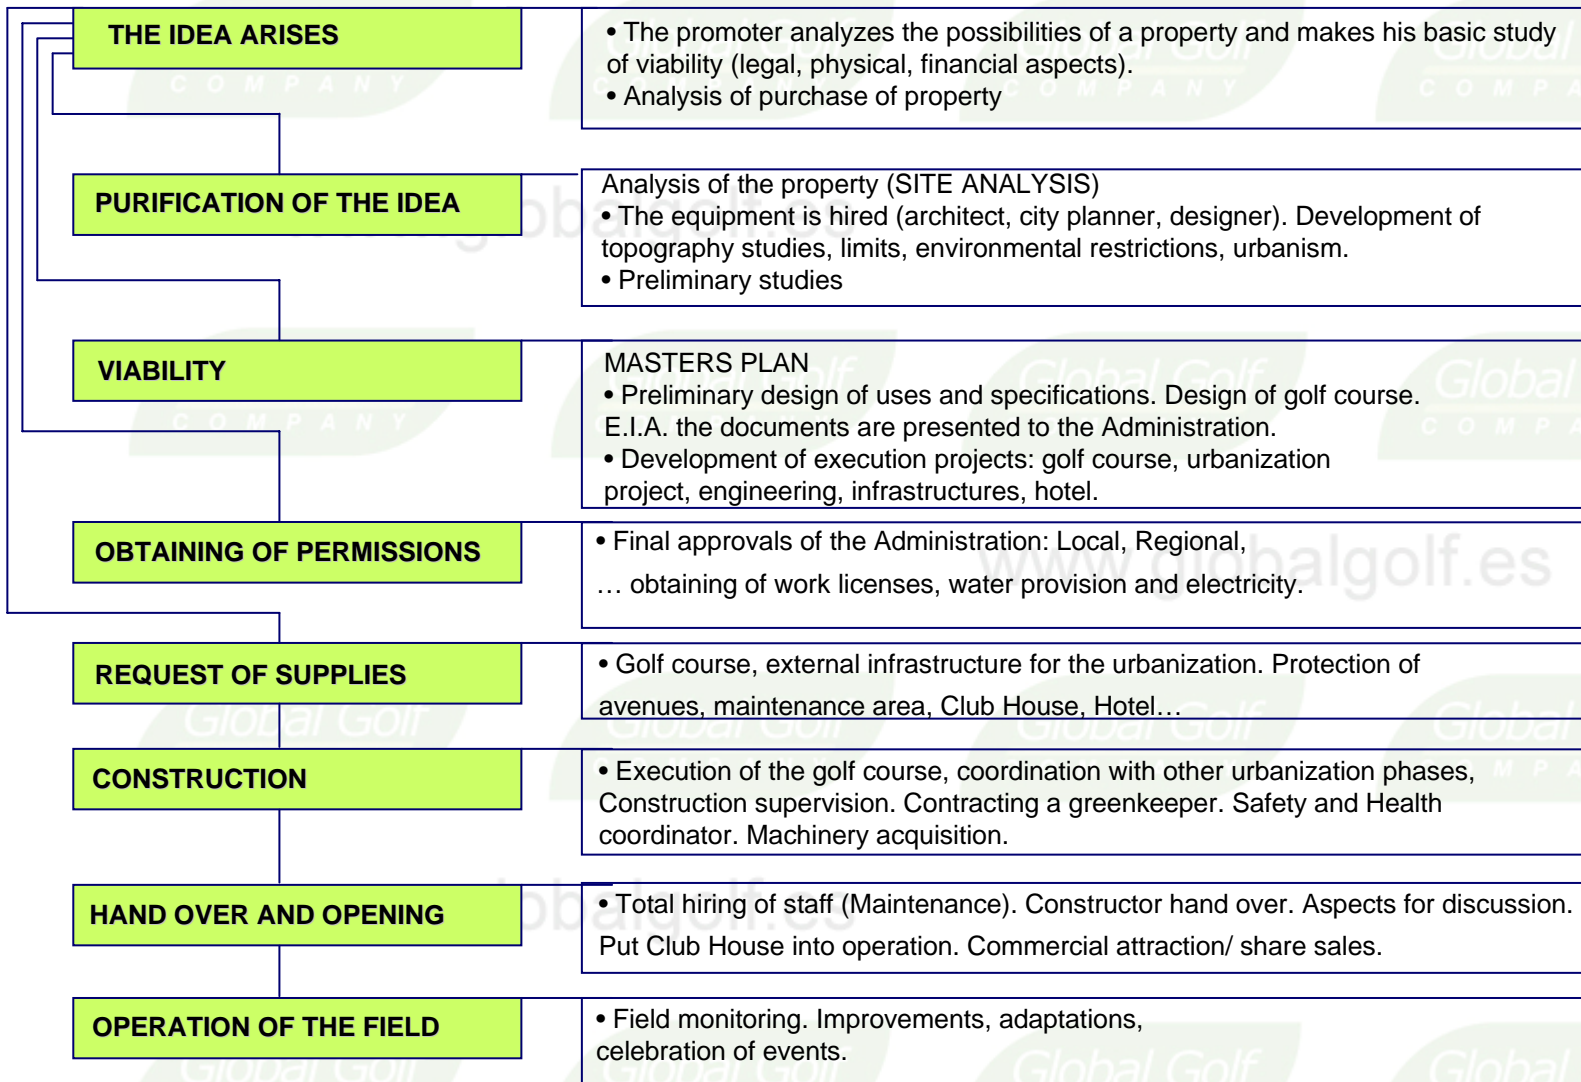 THE IDEA ARISES
• The promoter analyzes the possibilities of a property and makes his basic study
of viability (legal, physical, financial aspects).
• Analysis of purchase of property
PURIFICATION OF THE IDEA
Analysis of the property (SITE ANALYSIS)
• The equipment is hired (architect, city planner, designer). Development of
topography studies, limits, environmental restrictions, urbanism.
• Preliminary studies
VIABILITY
MASTERS PLAN
• Preliminary design of uses and specifications. Design of golf course.
E.I.A. the documents are presented to the Administration.
• Development of execution projects: golf course, urbanization
project, engineering, infrastructures, hotel.
OBTAINING OF PERMISSIONS
• Final approvals of the Administration: Local, Regional,
… obtaining of work licenses, water provision and electricity.
www.globalgolf.es
REQUEST OF SUPPLIES
• Golf course, external infrastructure for the urbanization. Protection of
avenues, maintenance area, Club House, Hotel…
CONSTRUCTION
• Execution of the golf course, coordination with other urbanization phases,
Construction supervision. Contracting a greenkeeper. Safety and Health
coordinator. Machinery acquisition.
HAND OVER AND OPENING
• Total hiring of staff (Maintenance). Constructor hand over. Aspects for discussion.
Put Club House into operation. Commercial attraction/ share sales.
OPERATION OF THE FIELD
• Field monitoring. Improvements, adaptations,
celebration of events.
Global Golf
COMPANY